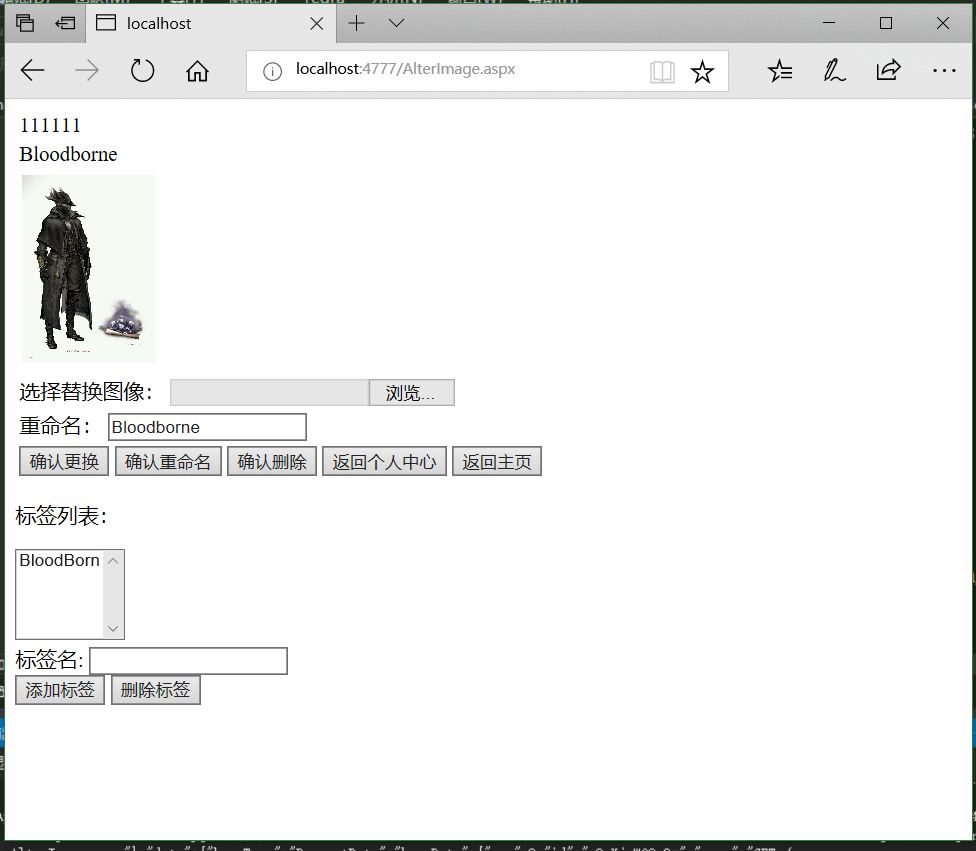 localhost
localhost:4777/AlterImage.aspx
111111
Bloodborne
选择替换图像： 浏览...
重命名： Bloodborne
确认更换 确认重命名 确认删除 返回个人中心 返回主页
标签列表：
BloodBorn
标签名:
添加标签 删除标签